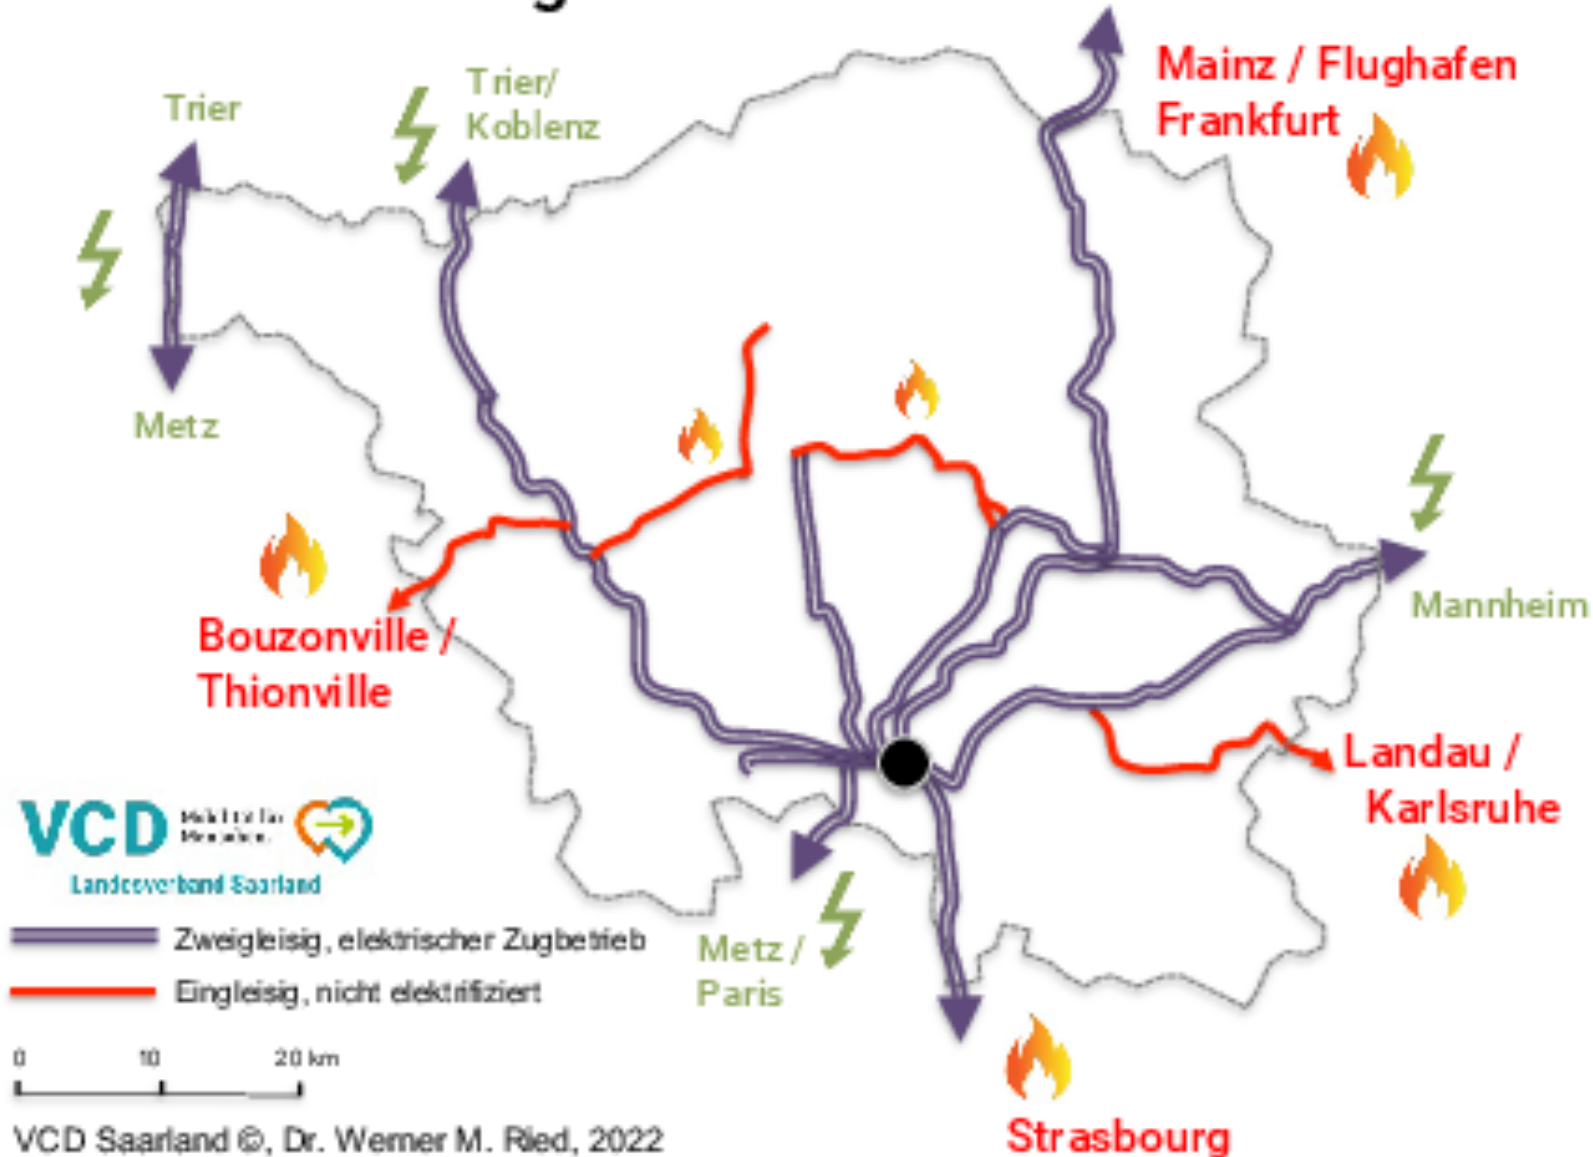 Mainz / Flughafen
Frankfurt
Trier/
Koblenz
Trier
Metz
Mannheim
Bouzonville /
Thionville
Landau /
Karlsruhe
VCD
Landesverband Saarland
Zweigleisig, elektrischer Zugbetrieb
Eingleisig, nicht elektrifiziert
Metz /
Paris
0 10 20 km
Strasbourg
VCD Saarland ©, Dr. Werner M. Ried, 2022